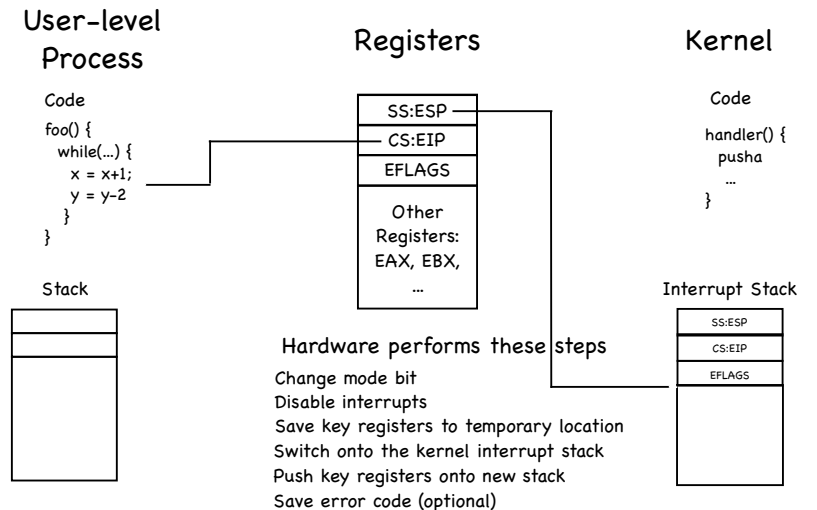 User-level
Process
Code
foo() {
while(...) {
x = x+1;
y = y-2
}
}
Stack
Registers
SS:ESP
CS:EIP
EFLAGS
Other
Registers:
EAX, EBX,
...
Hardware performs these steps
Change mode bit
Disable interrupts
Save key registers to temporary location
Switch onto the kernel interrupt stack
Push key registers onto new stack
Save error code (optional)
Kernel
Code
handler() {
pusha
...
}
Interrupt Stack
SS:ESP
CS:EIP
EFLAGS